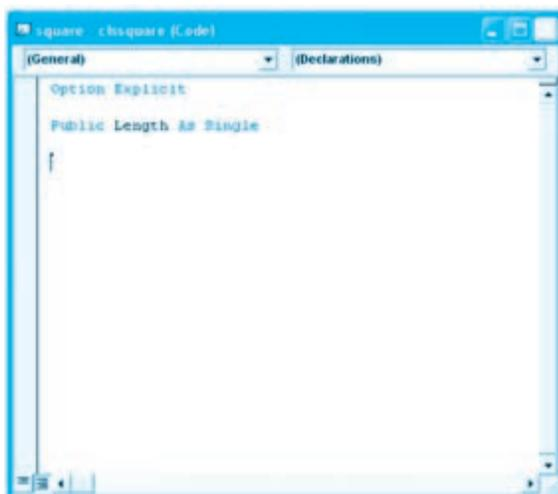 square - clssquare (Code)
(General) (Declarations)
Option Explicit
Public Length As Single